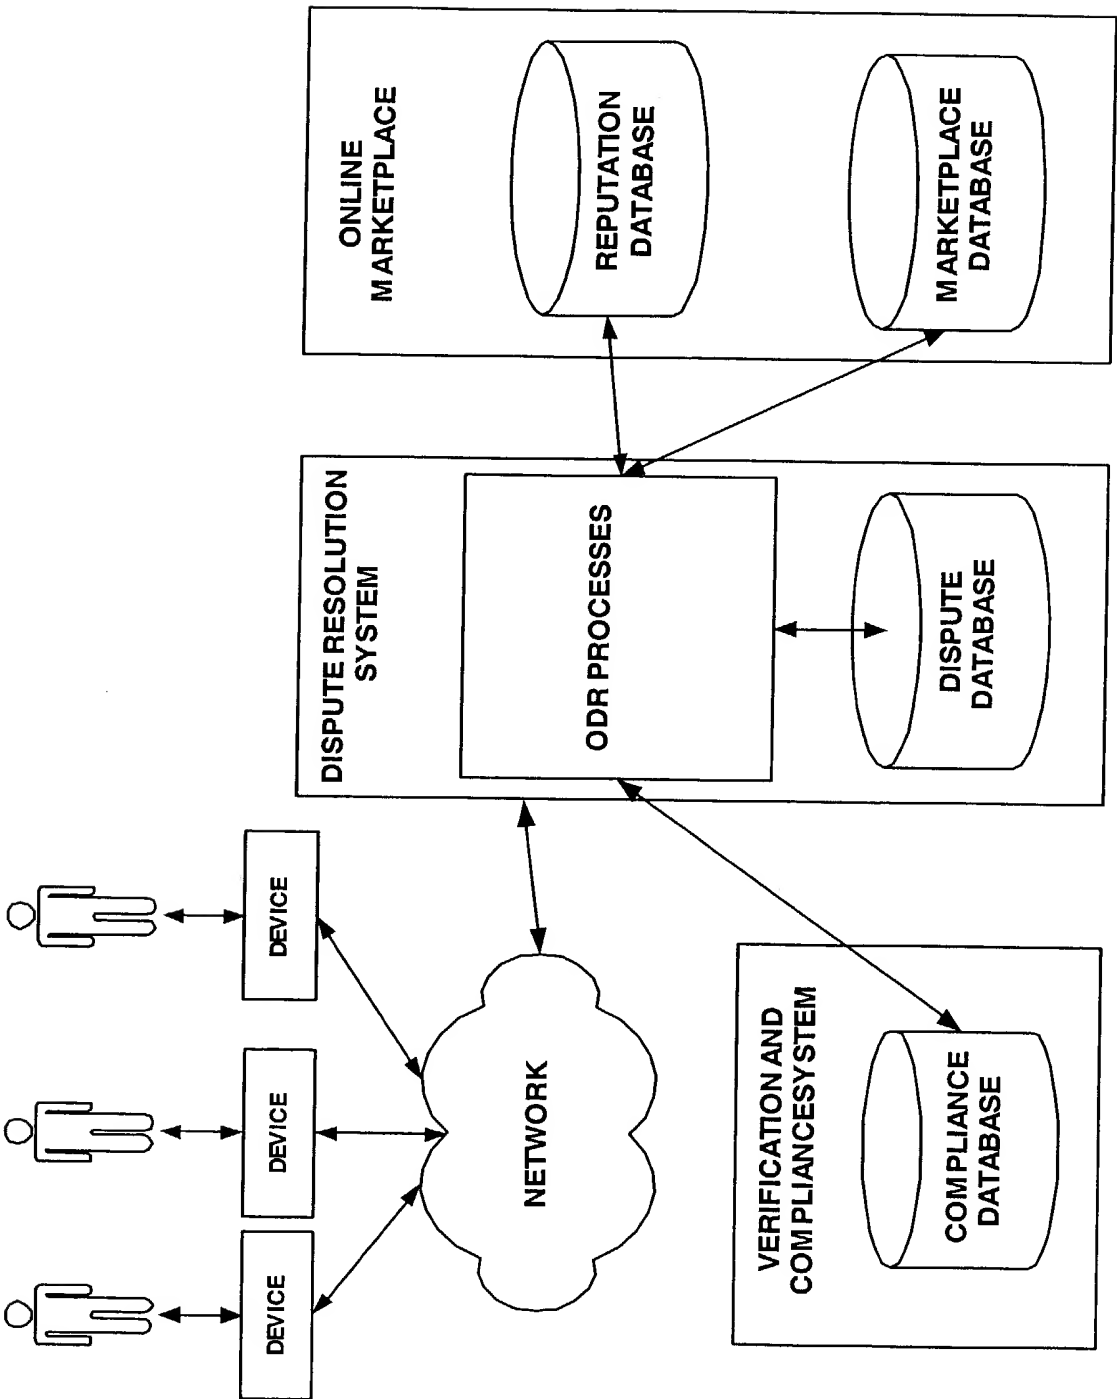 DEVICE
DEVICE
DEVICE
NETWORK
VERIFICATION AND
COMPLIANCESYSTEM
COMPLIANCE
DATABASE
DISPUTE RESOLUTION
SYSTEM
ODR PROCESSES
DISPUTE
DATABASE
ONLINE
MARKETPLACE
REPUTATION
DATABASE
MARKETPLACE
DATABASE